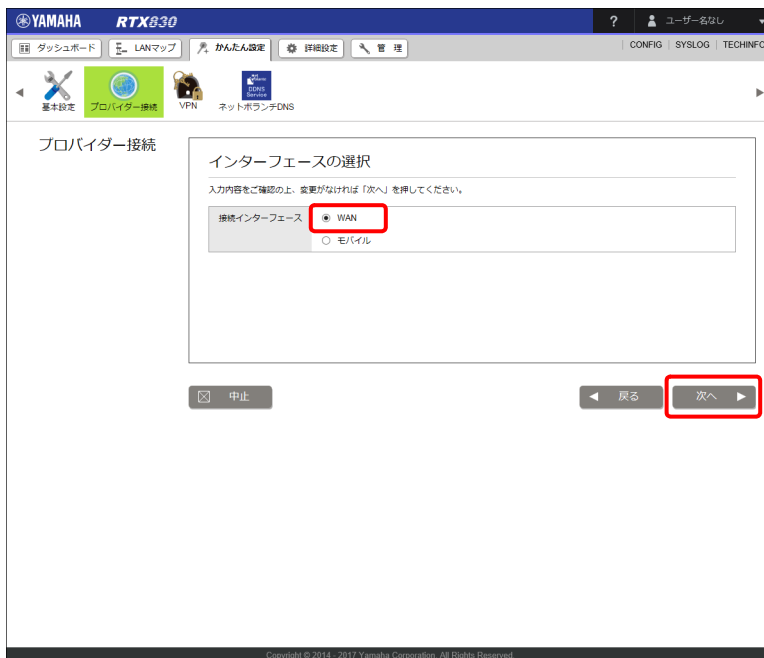 YAMAHA RTX830 ? ユーザー名なし
ダッシュボード LANマップ かんたん設定 詳細設定 管 理 CONFIG SYSLOG TECHINFO
DDNS
Service
基本設定 プロバイダー接続 VPN ネットボランチDNS
プロバイダー接続
インターフェースの選択
入力内容をご確認の上、変更がなければ「次へ」を押してください。
接続インターフェース WAN
モバイル
中止 戻る 次へ
Copyright © 2014 - 2017 Yamaha Corporation. All Rights Reserved.